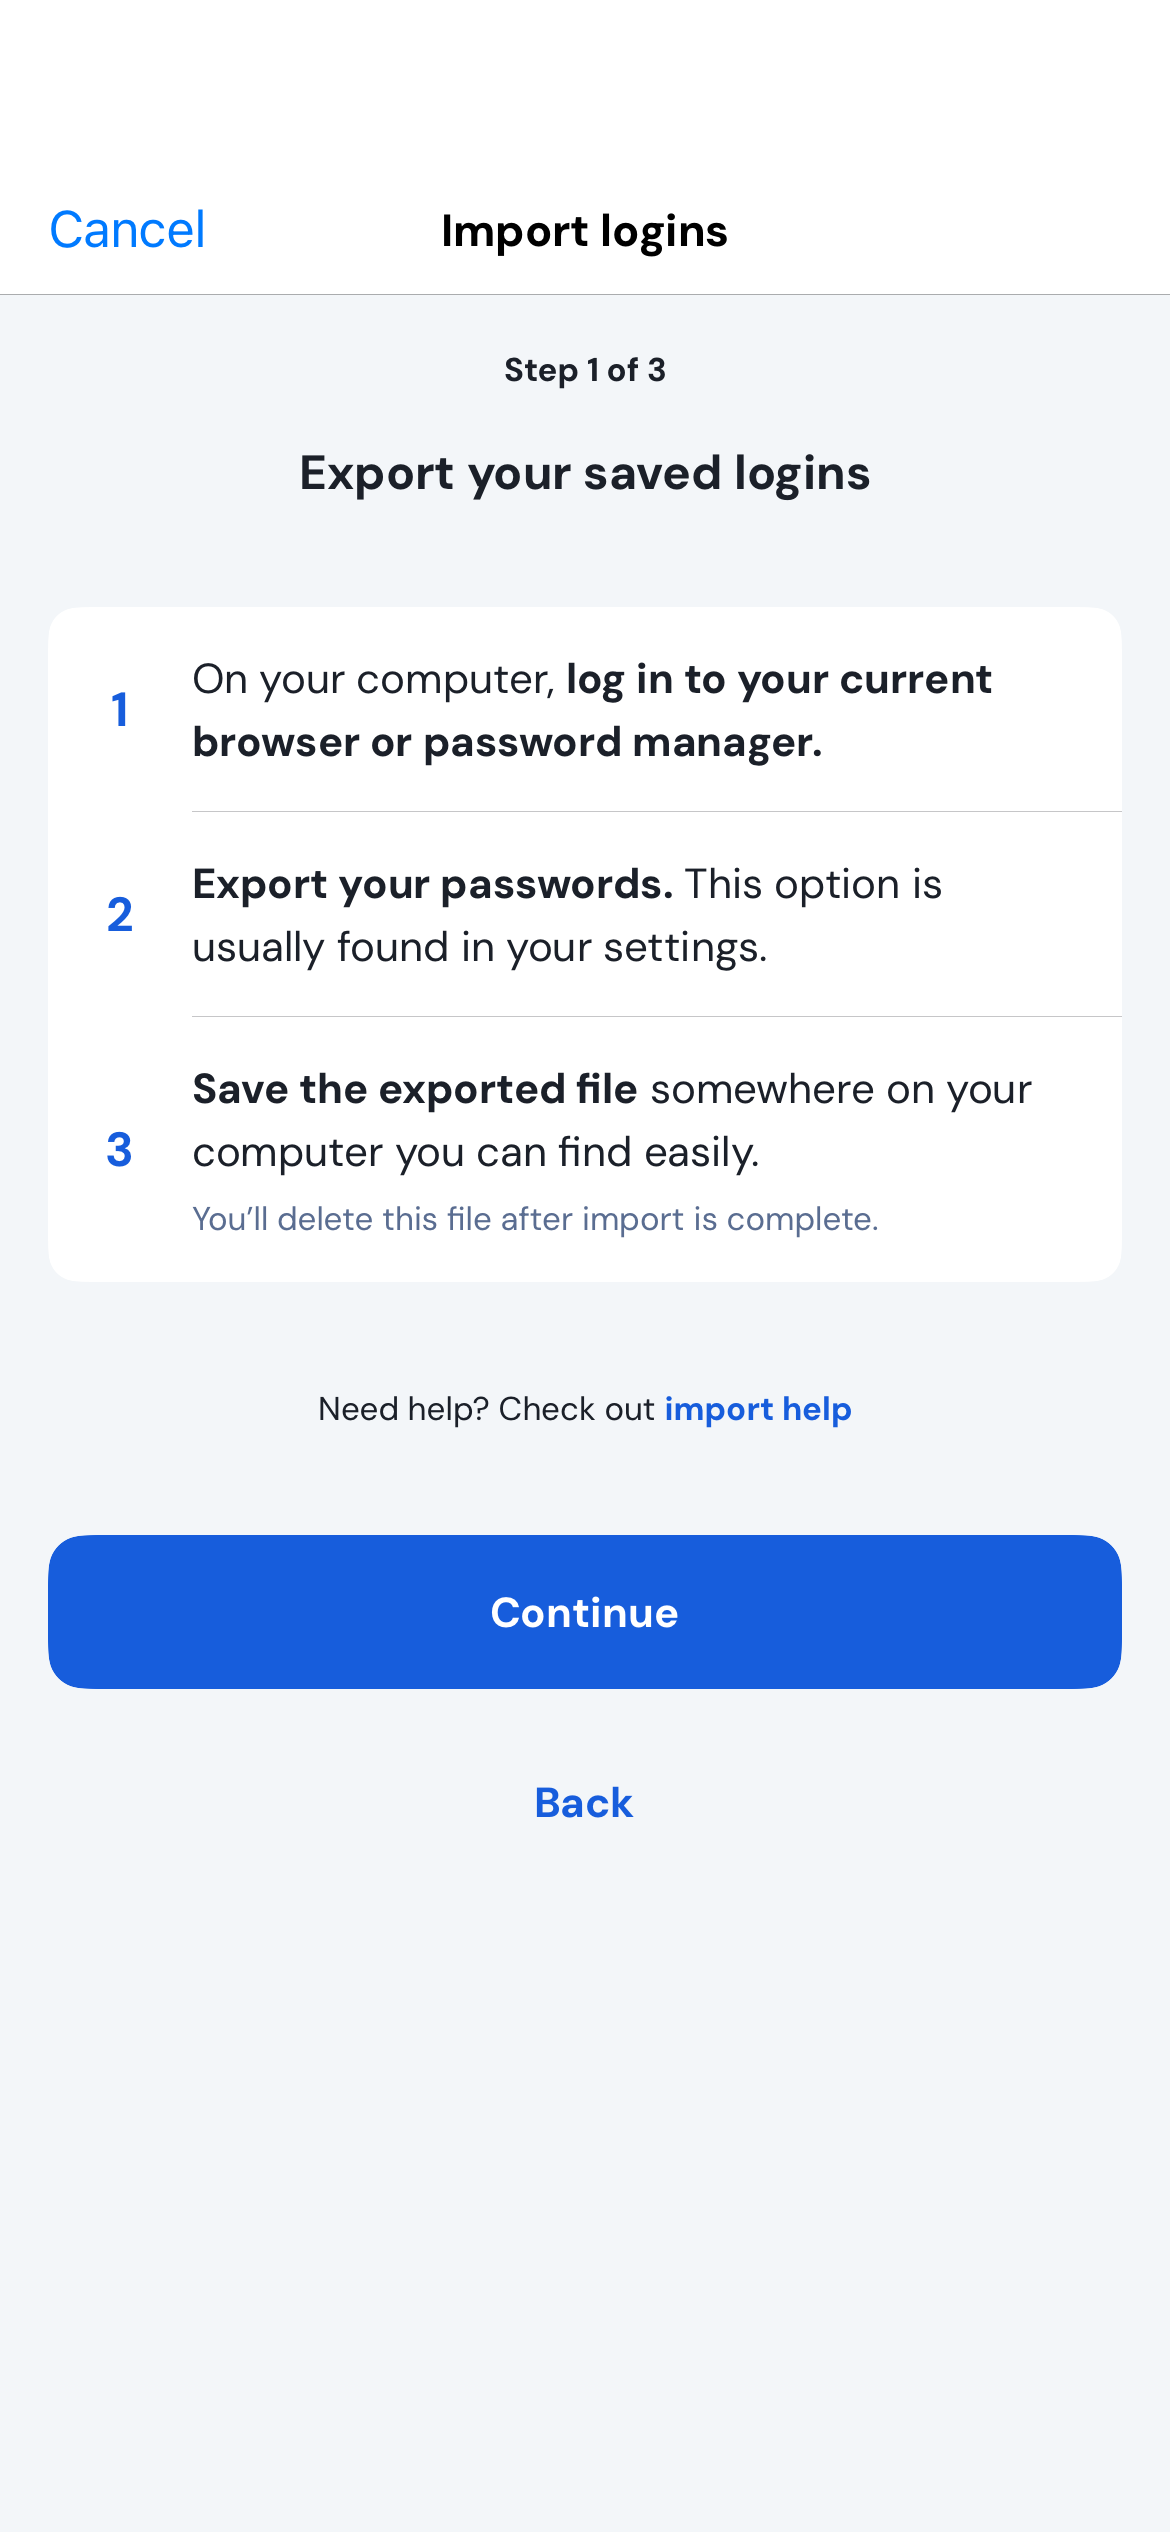 Cancel
Import logins
Step 1 of 3
Export your saved logins
1
On your computer, log in to your current
browser or password manager.
2
Export your passwords. This option is
usually found in your settings.
3
Save the exported file somewhere on your
computer you can find easily.
You’ll delete this file after import is complete.
Need help? Check out import help
Continue
Back